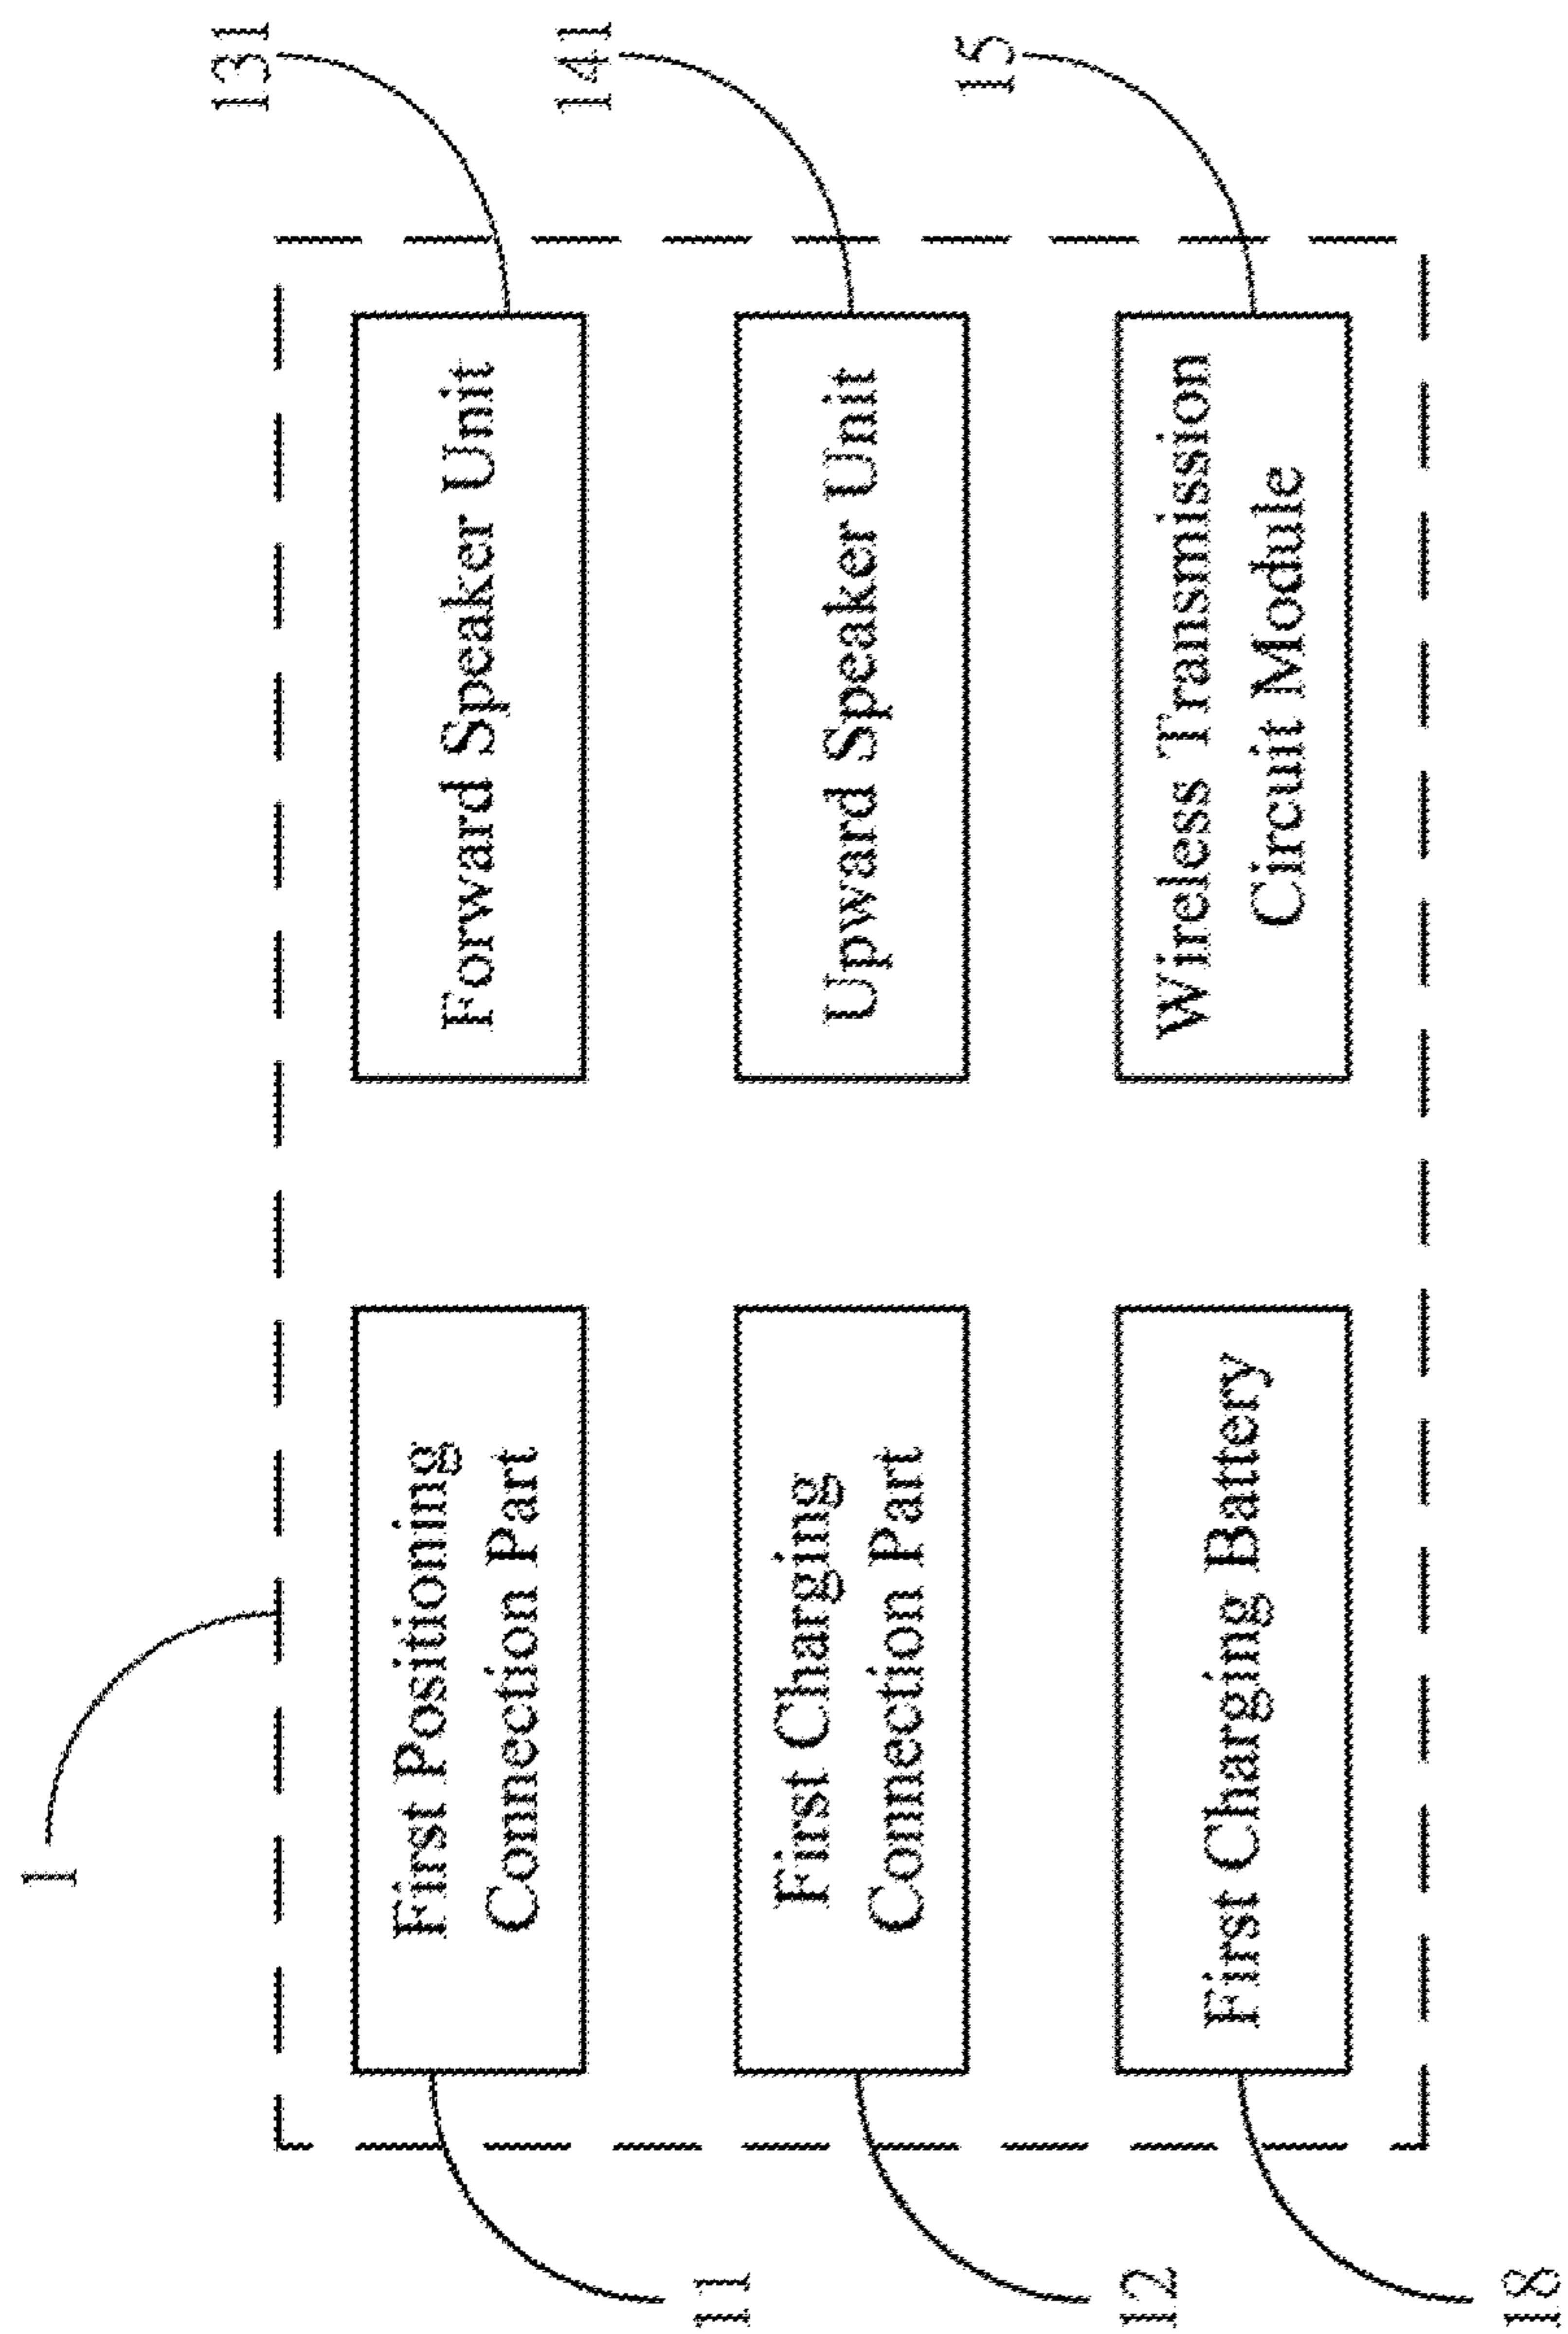 1
11
First Positioning
Connection Part
Forward Speaker Unit
131
12
First Charging
Connection Part
Upward Speaker Unit
141
18
First Charging Battery
Wireless Transmission
Circuit Module
15